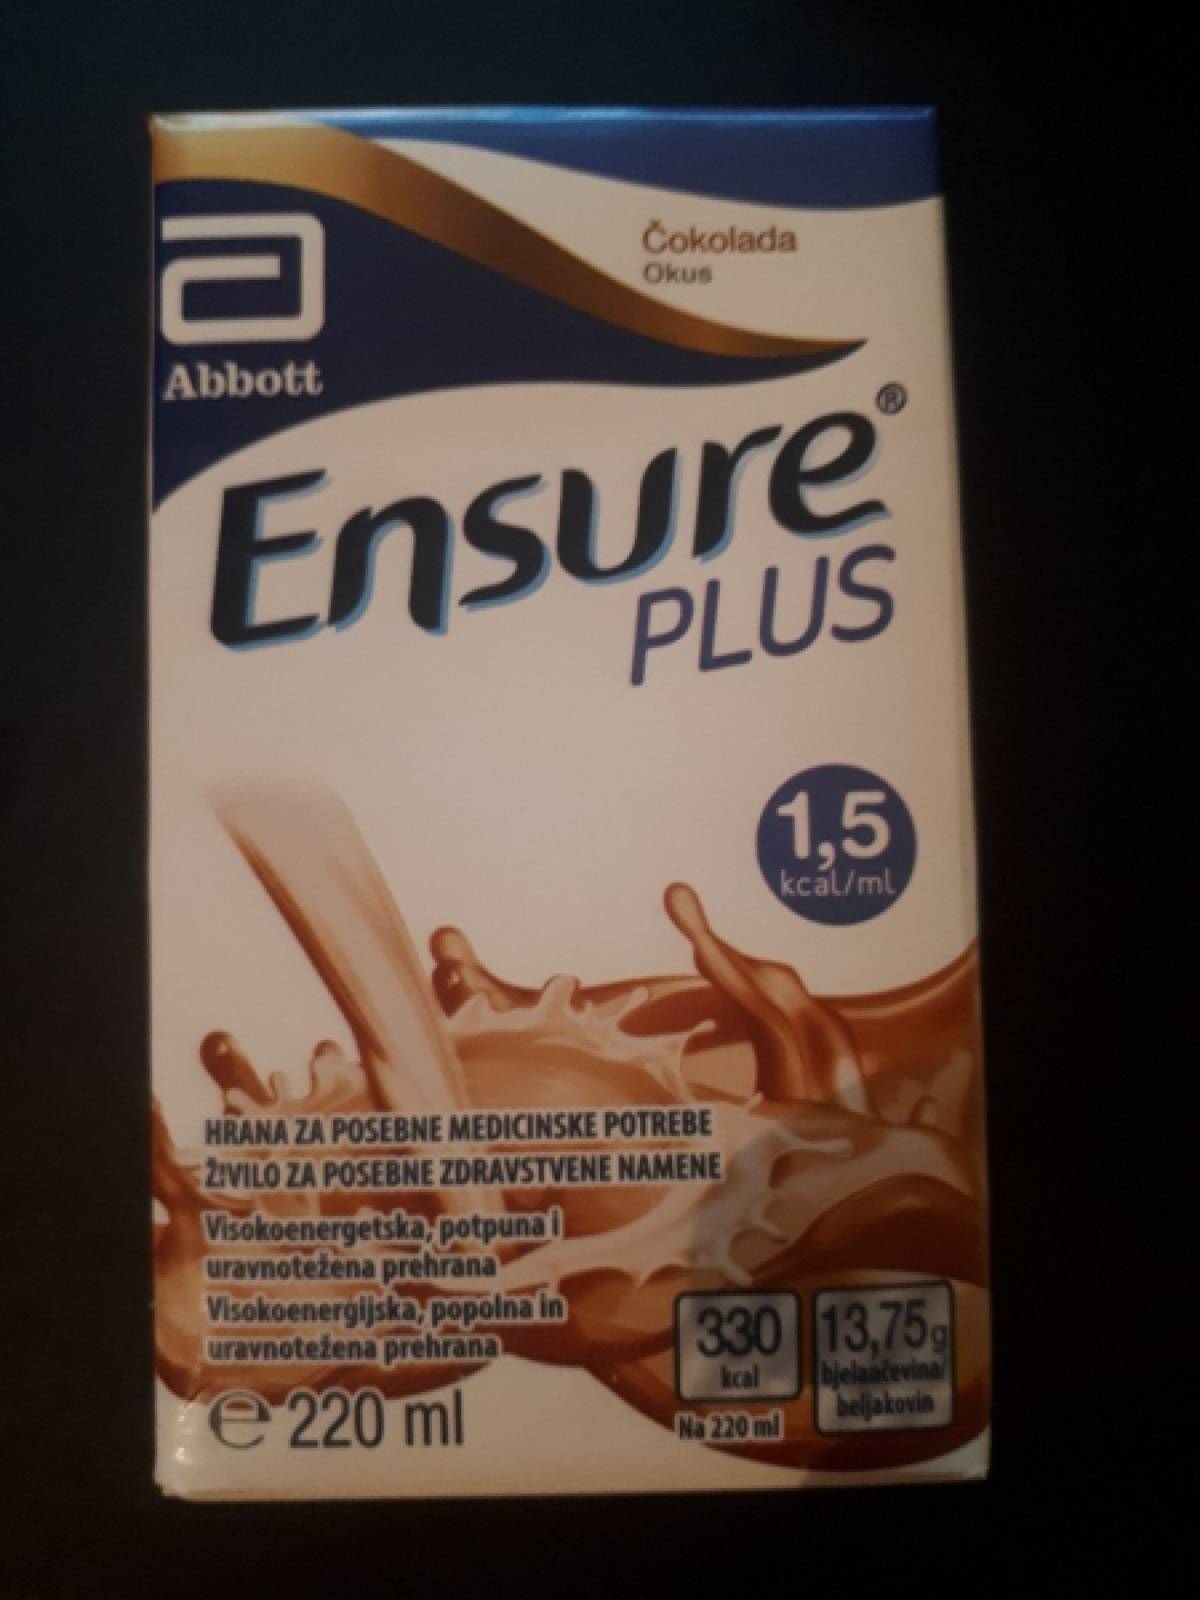 Čokolada
Okus
Abbott
Ensure®
PLUS
1,5
kcal/ml
HRANA ZA POSEBNE MEDICINSKE POTREBE
ŽIVILO ZA POSEBNE ZDRAVSTVENE NAMENE
Visokoenergetska, potpuna i
uravnotežena prehrana
Visokoenergijska, popolna in
uravnotežena prehrana
330
kcal
Na 220 ml
13,75g
bjelančevina/
beljakovin
℮ 220 ml